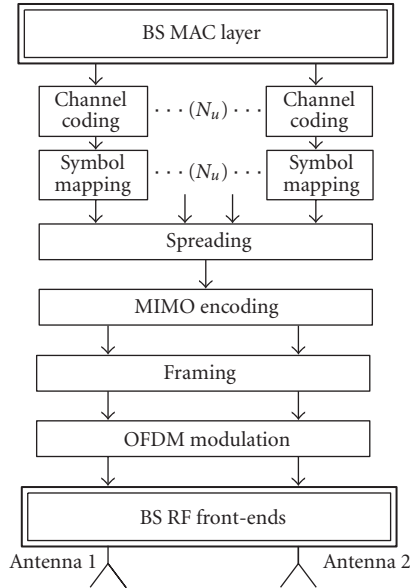 BS MAC layer
Channel coding ··· (N_u) ··· Channel coding
Symbol mapping ··· (N_u) ··· Symbol mapping
Spreading
MIMO encoding
Framing
OFDM modulation
BS RF front-ends
Antenna 1 Antenna 2